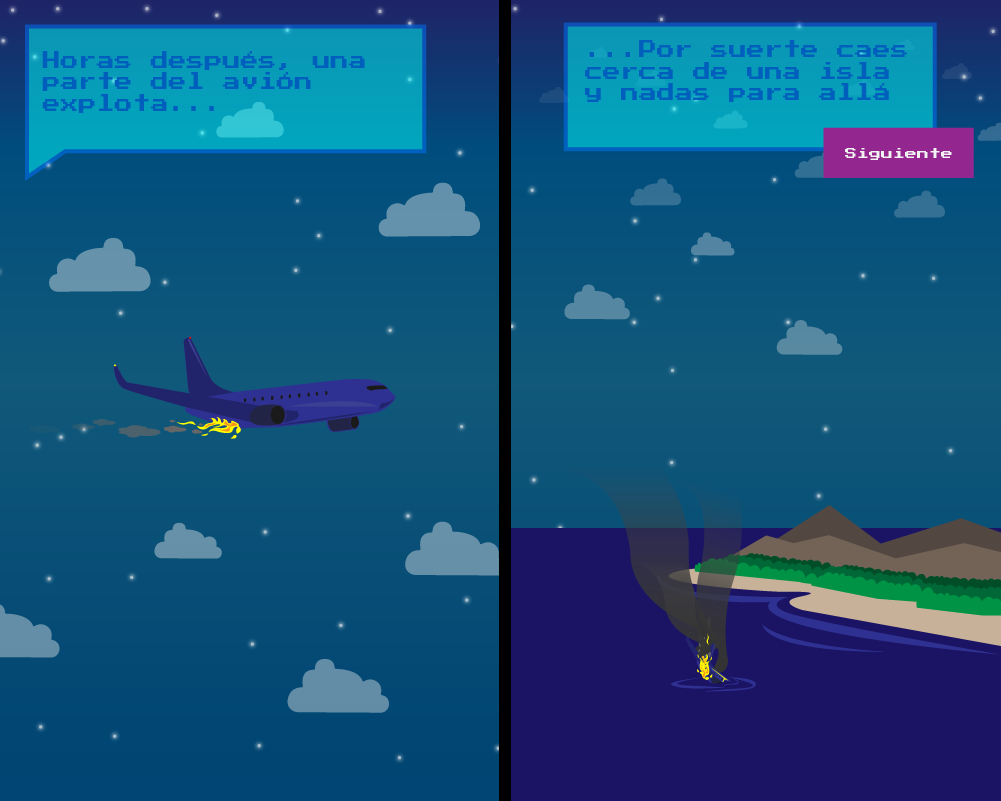 Horas después, una
parte del avión
explota...
...Por suerte caes
cerca de una isla
y nadas para allá
Siguiente